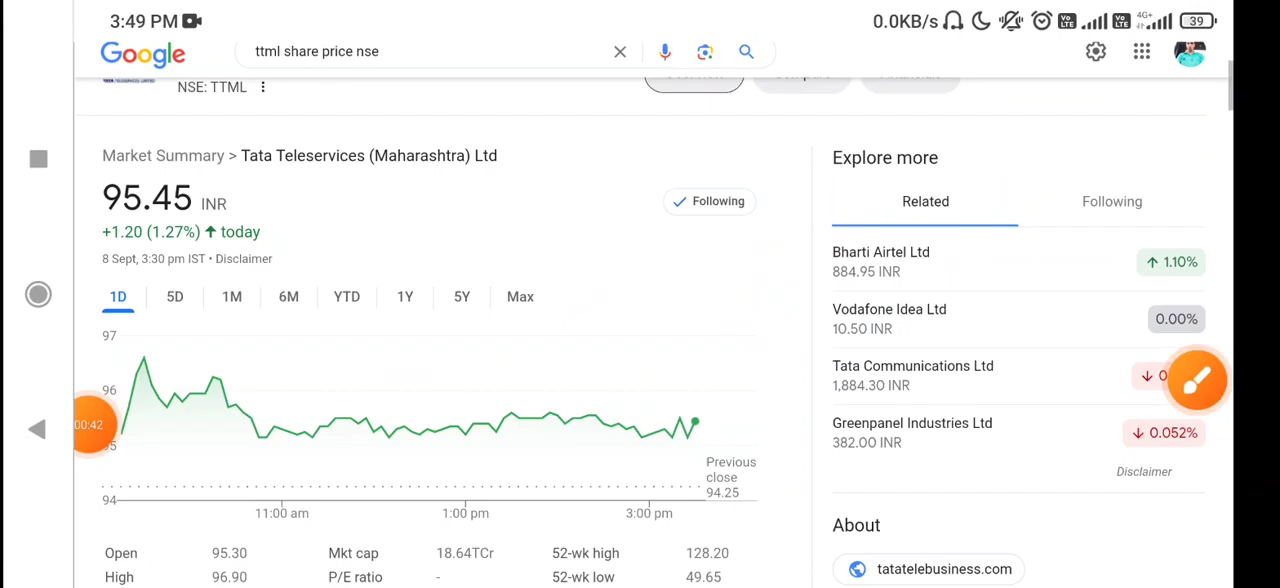 3:49 PM
0.0KB/s
4G+
39
Google
ttml share price nse
NSE: TTML
Market Summary > Tata Teleservices (Maharashtra) Ltd
95.45 INR
+1.20 (1.27%) ↑ today
8 Sept, 3:30 pm IST • Disclaimer
✓ Following
1D 5D 1M 6M YTD 1Y 5Y Max
97
96
94
Previous
close
94.25
11:00 am 1:00 pm 3:00 pm
00:42
Open 95.30 Mkt cap 18.64TCr 52-wk high 128.20
High 96.90 P/E ratio - 52-wk low 49.65
Explore more
Related Following
Bharti Airtel Ltd
884.95 INR
↑ 1.10%
Vodafone Idea Ltd
10.50 INR
0.00%
Tata Communications Ltd
1,884.30 INR
Greenpanel Industries Ltd
382.00 INR
↓ 0.052%
Disclaimer
About
tatatelebusiness.com